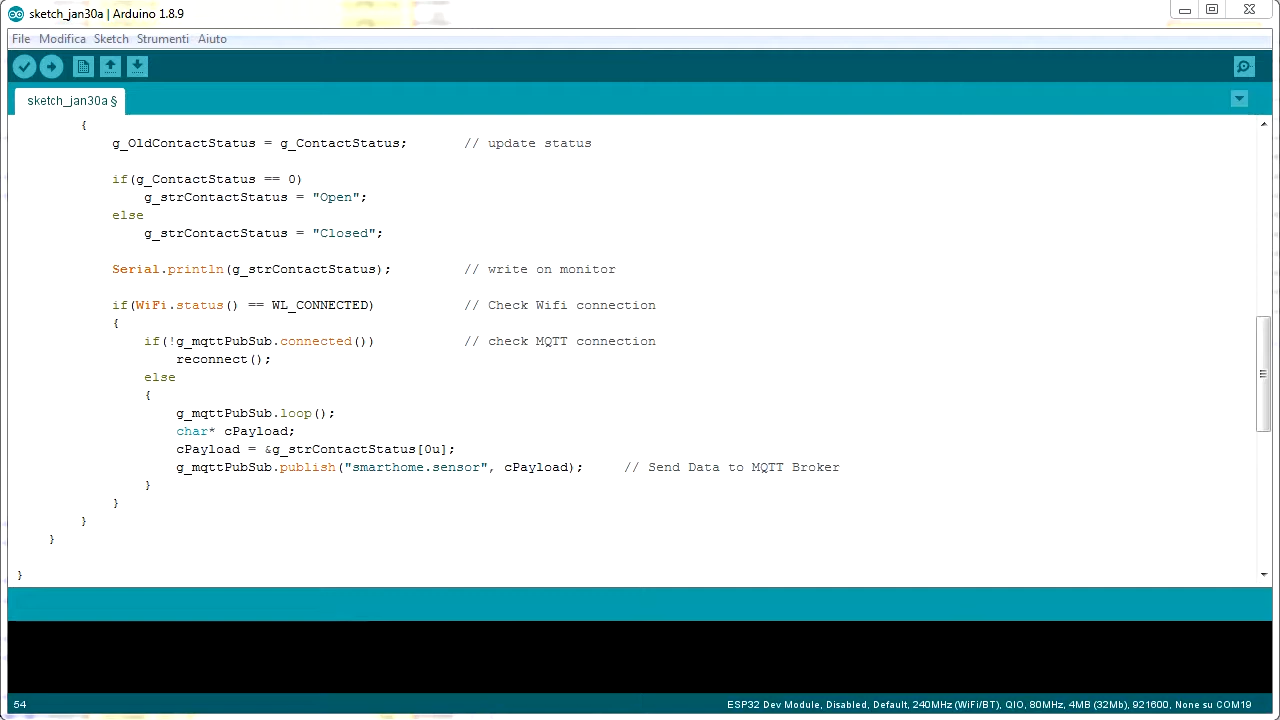 sketch_jan30a | Arduino 1.8.9
File Modifica Sketch Strumenti Aiuto
sketch_jan30a §
{
g_OldContactStatus = g_ContactStatus; // update status
if(g_ContactStatus == 0)
g_strContactStatus = "Open";
else
g_strContactStatus = "Closed";
Serial.println(g_strContactStatus); // write on monitor
if(WiFi.status() == WL_CONNECTED) // Check Wifi connection
{
if(!g_mqttPubSub.connected()) // check MQTT connection
reconnect();
else
{
g_mqttPubSub.loop();
char* cPayload;
cPayload = &g_strContactStatus[0u];
g_mqttPubSub.publish("smarthome.sensor", cPayload); // Send Data to MQTT Broker
}
}
}
}
}
54 ESP32 Dev Module, Disabled, Default, 240MHz (WiFi/BT), QIO, 80MHz, 4MB (32Mb), 921600, None su COM19